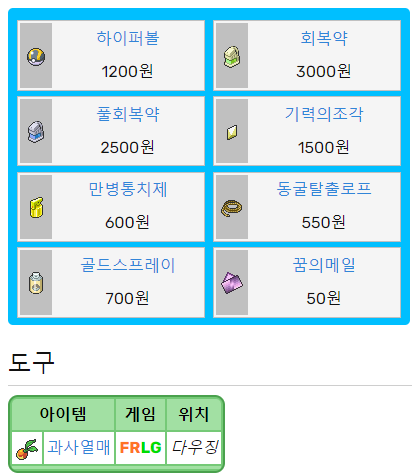 하이퍼볼 회복약
1200원 3000원
풀회복약 기력의조각
2500원 1500원
만병통치제 동굴탈출로프
600원 550원
골드스프레이 꿈의메일
700원 50원
도구
아이템 게임 위치
과사열매 FRLG 다우징